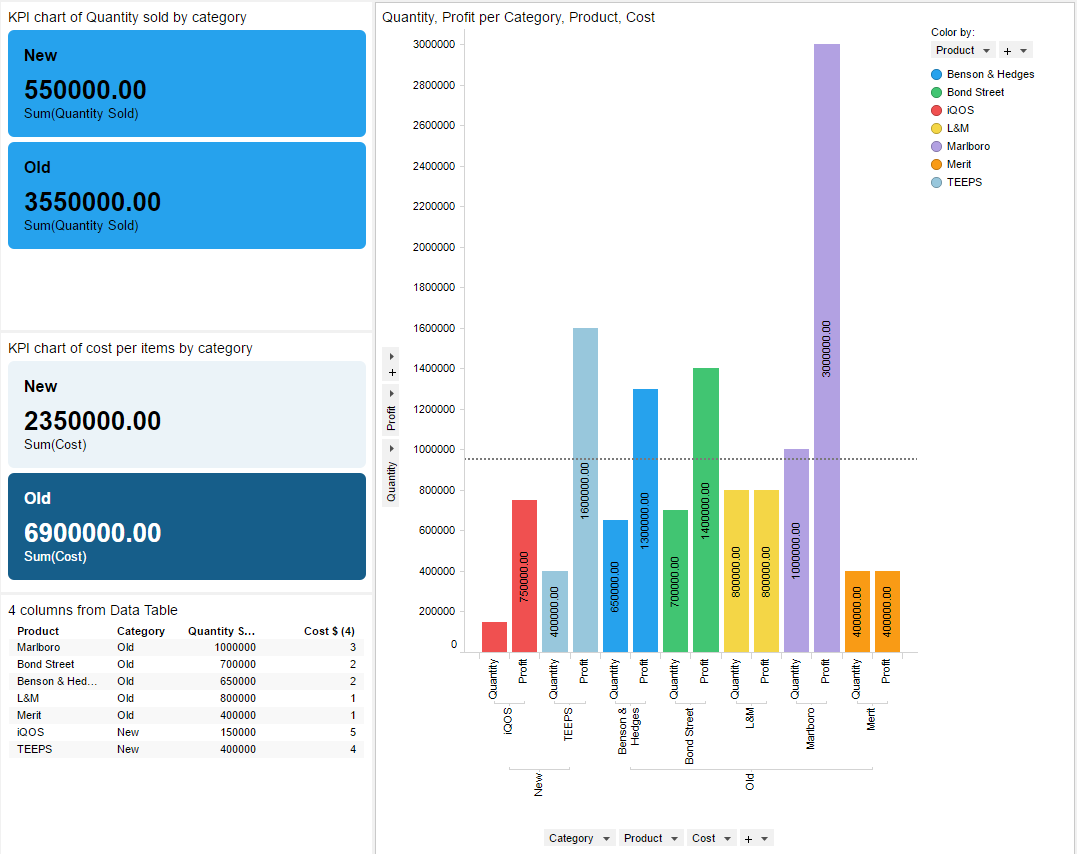 KPI chart of Quantity sold by category
New
550000.00
Sum(Quantity Sold)
Old
3550000.00
Sum(Quantity Sold)
KPI chart of cost per items by category
New
2350000.00
Sum(Cost)
Old
6900000.00
Sum(Cost)
4 columns from Data Table
Product Category Quantity S... Cost $ (4)
Marlboro Old 1000000 3
Bond Street Old 700000 2
Benson & Hed... Old 650000 2
L&M Old 800000 1
Merit Old 400000 1
iQOS New 150000 5
TEEPS New 400000 4
Quantity, Profit per Category, Product, Cost
3000000
2800000
2600000
2400000
2200000
2000000
1800000
1600000
1400000
1200000
1000000
800000
600000
400000
200000
0
+
Profit
Quantity
750000.00
400000.00
1600000.00
650000.00
1300000.00
700000.00
1400000.00
800000.00
800000.00
1000000.00
3000000.00
400000.00
400000.00
Quantity Profit Quantity Profit Quantity Profit Quantity Profit Quantity Profit Quantity Profit Quantity Profit
iQOS
TEEPS
Benson &
Hedges
Bond Street
L&M
Marlboro
Merit
New
Old
Category Product Cost +
Color by:
Product +
Benson & Hedges
Bond Street
iQOS
L&M
Marlboro
Merit
TEEPS